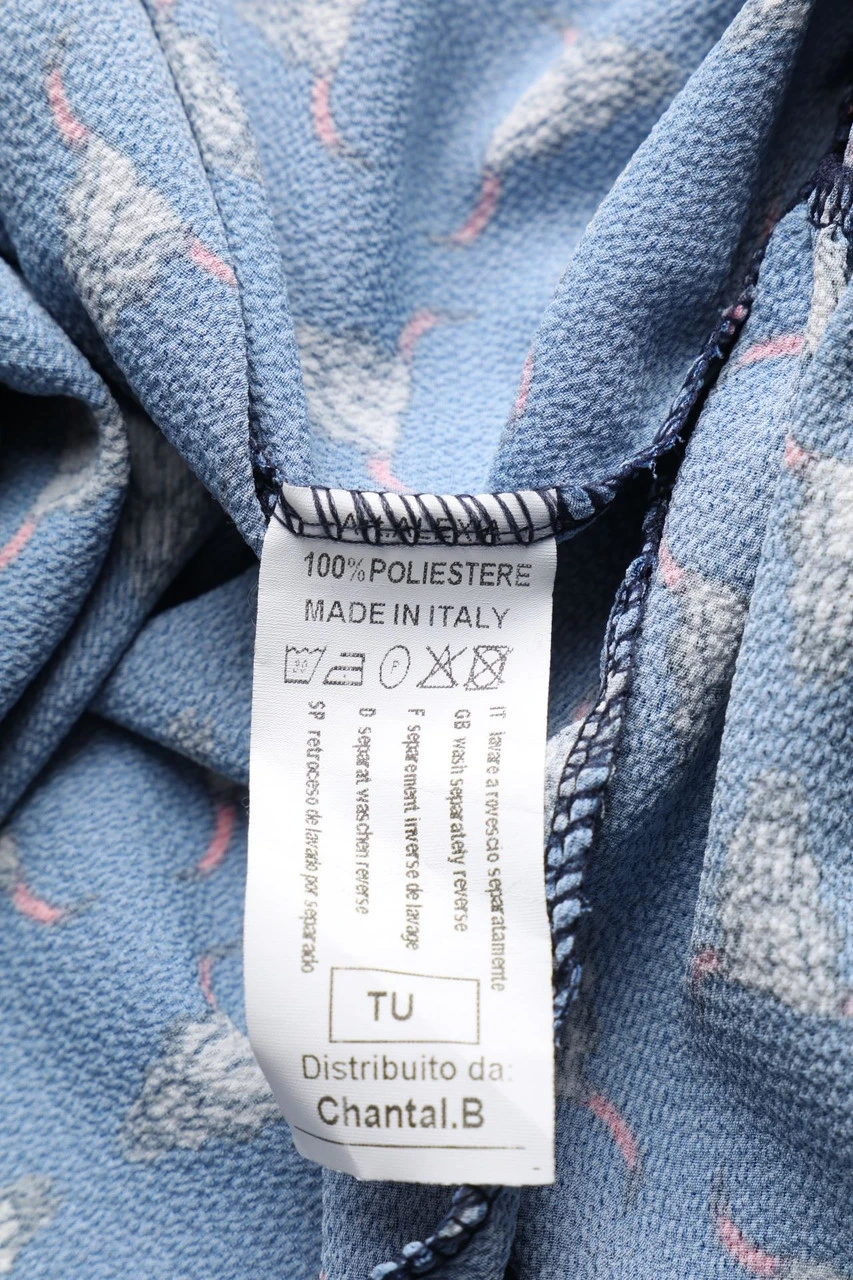 100%POLIESTERE
MADE IN ITALY
30
F
IT lavare a rovescio separatamente
GB wash separately reverse
F separement inverse de lavage
D separat waschen reverse
SP retroceso de lavado por separado
TU
Distribuito da:
Chantal.B